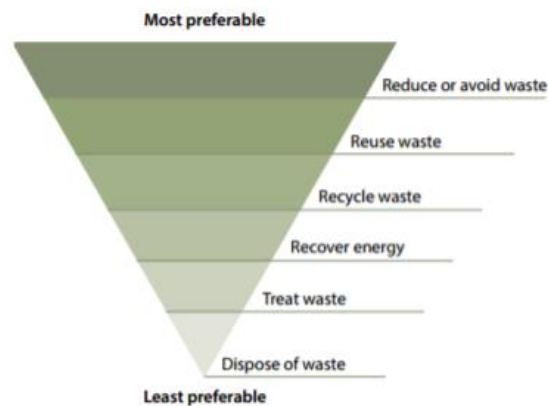 Most preferable
Reduce or avoid waste
Reuse waste
Recycle waste
Recover energy
Treat waste
Dispose of waste
Least preferable